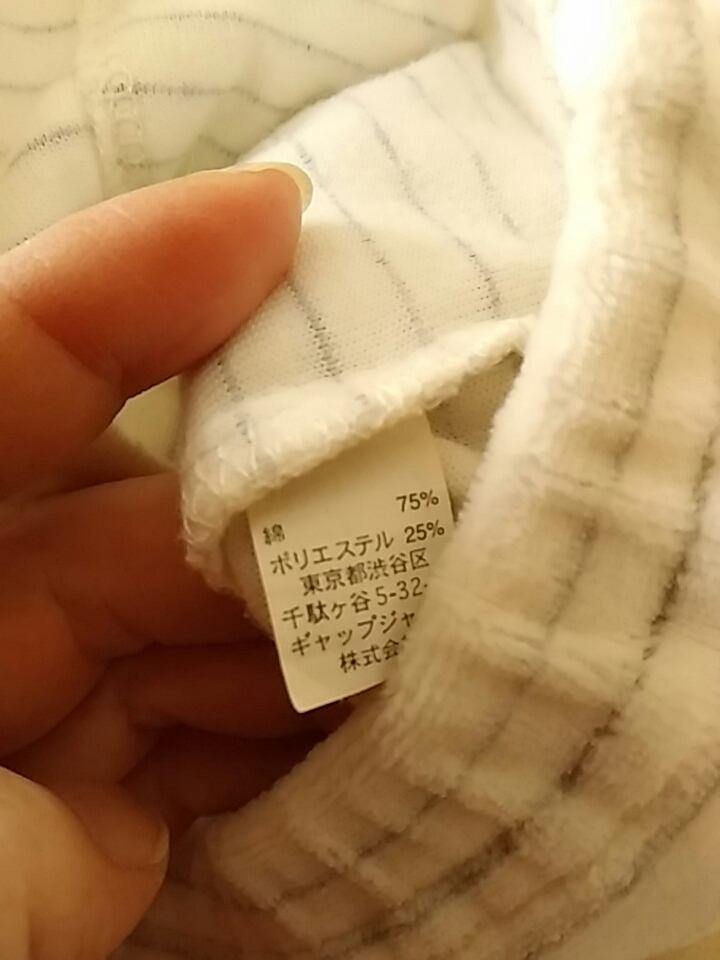 綿 75%
ポリエステル 25%
東京都渋谷区
千駄ヶ谷5-32-
ギャップジャ
株式会